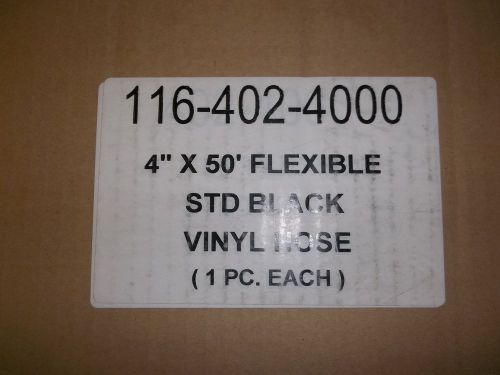 116-402-4000
4" X 50' FLEXIBLE
STD BLACK
VINYL HOSE
( 1 PC. EACH )